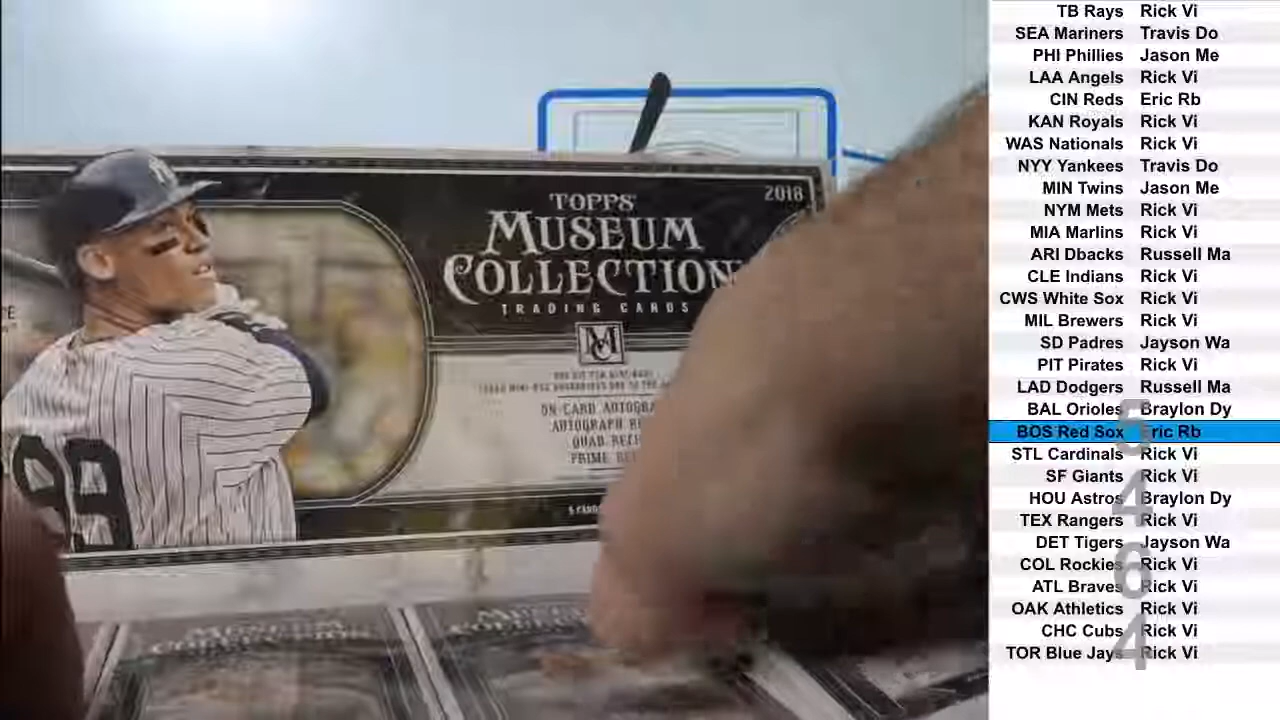 2018
TOPPS
MUSEUM
COLLECTION
TRADING CARDS
ON-CARD
QUAD
PRIME
99
TB Rays Rick Vi
SEA Mariners Travis Do
PHI Phillies Jason Me
LAA Angels Rick Vi
CIN Reds Eric Rb
KAN Royals Rick Vi
WAS Nationals Rick Vi
NYY Yankees Travis Do
MIN Twins Jason Me
NYM Mets Rick Vi
MIA Marlins Rick Vi
ARI Dbacks Russell Ma
CLE Indians Rick Vi
CWS White Sox Rick Vi
MIL Brewers Rick Vi
SD Padres Jayson Wa
PIT Pirates Rick Vi
LAD Dodgers Russell Ma
BAL Orioles Braylon Dy
BOS Red Sox Eric Rb
STL Cardinals Rick Vi
SF Giants Rick Vi
HOU Astros Braylon Dy
TEX Rangers Rick Vi
DET Tigers Jayson Wa
COL Rockies Rick Vi
ATL Braves Rick Vi
OAK Athletics Rick Vi
CHC Cubs Rick Vi
TOR Blue Jays Rick Vi
5
4
6
4